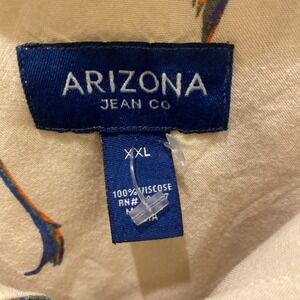 ARIZONA
JEAN CO
XXL
100% VISCOSE
RN#